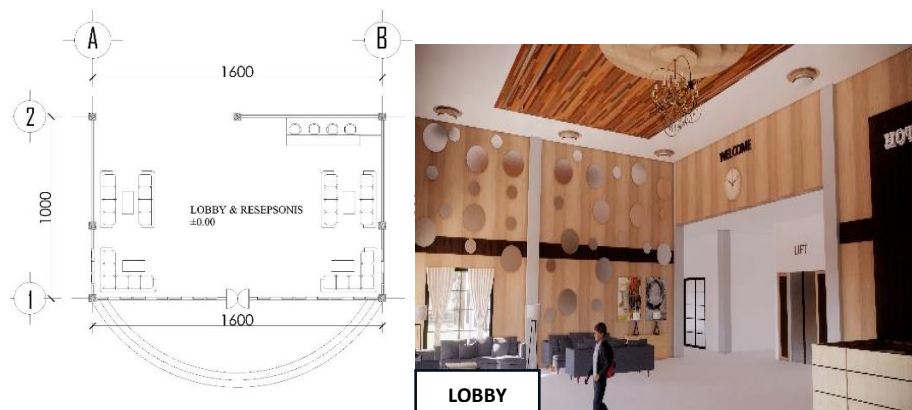 A
B
1600
2
1000
LOBBY & RESEPSONIS
±0.00
1
1600
WELCOME
LIFT
LOBBY